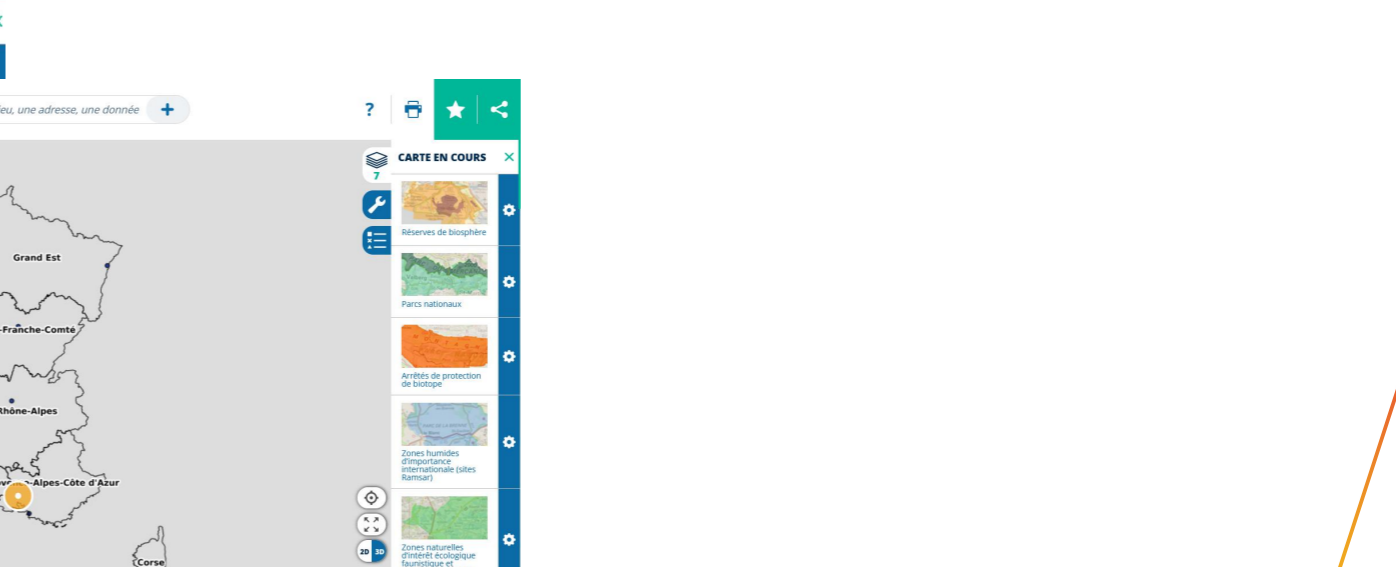 eu, une adresse, une donnée +
?
CARTE EN COURS
7
Réserves de biosphère
Grand Est
Parcs nationaux
-Franche-Comté
Arrêtés de protection
de biotope
Rhône-Alpes
Zones humides
d'importance
internationale (sites
Ramsar)
-Alpes-Côte d'Azur
2D 3D
Zones naturelles
d'intérêt écologique
faunistique et
Corse